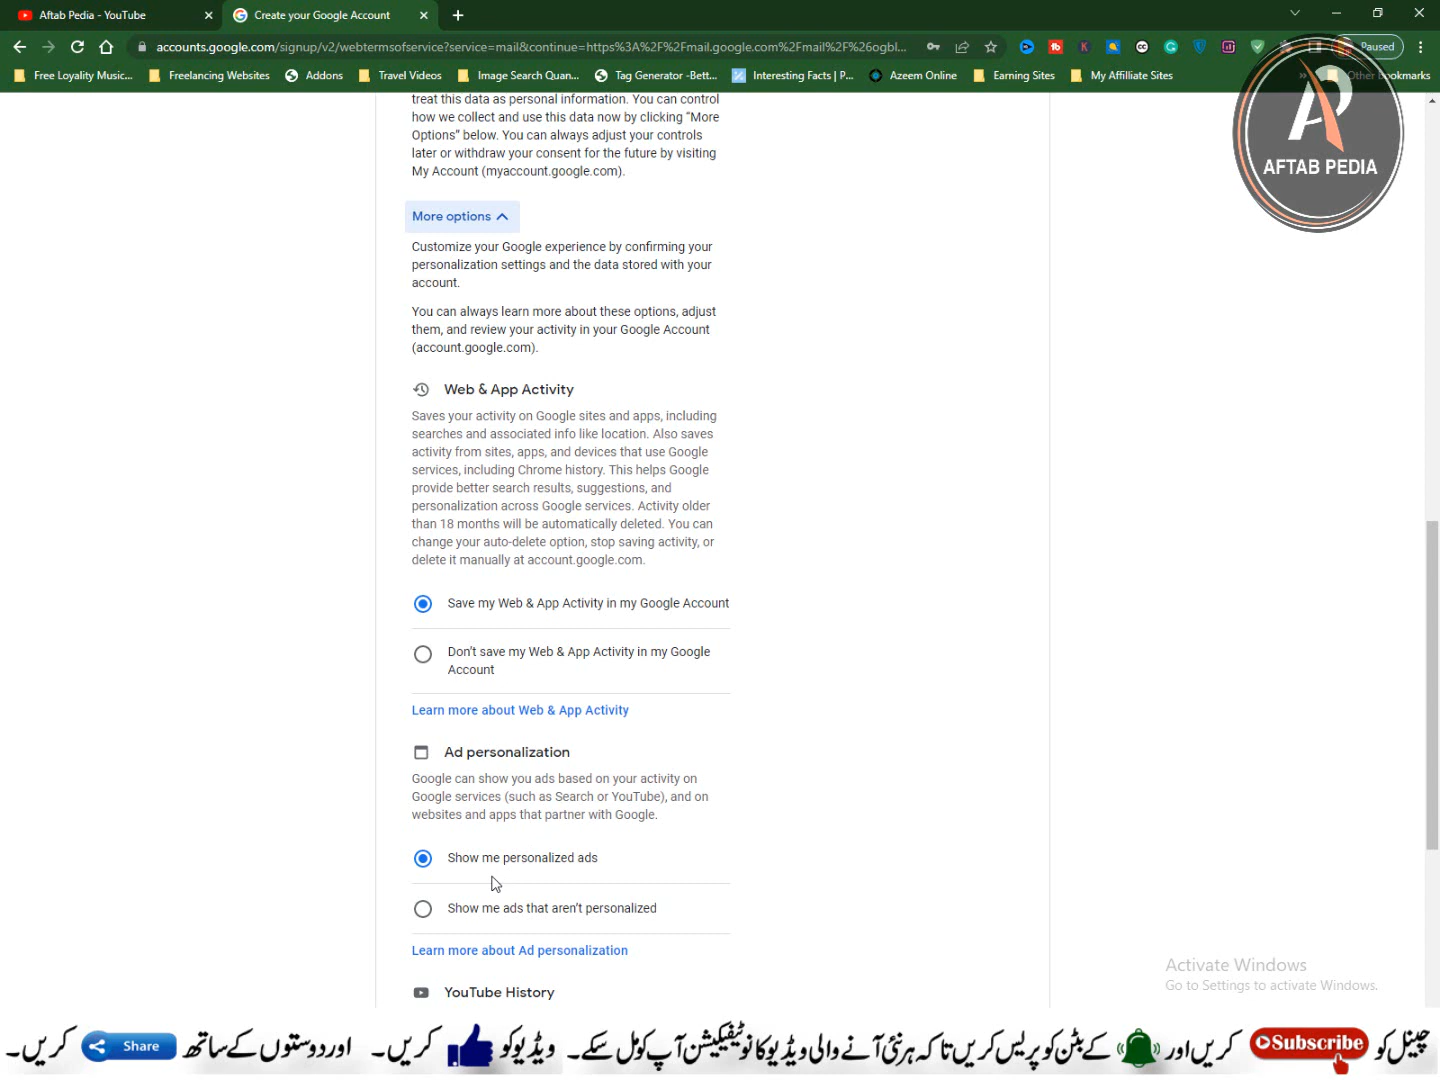 Aftab Pedia - YouTube
Create your Google Account
accounts.google.com/signup/v2/webtermsofservice?service=mail&continue=https%3A%2F%2Fmail.google.com%2Fmail%2F%26ogbl...
Paused
Free Loyality Music...
Freelancing Websites
Addons
Travel Videos
Image Search Quan...
Tag Generator -Bett...
Interesting Facts | P...
Azeem Online
Earning Sites
My Affilliate Sites
Other Bookmarks
AFTAB PEDIA
treat this data as personal information. You can control
how we collect and use this data now by clicking “More
Options” below. You can always adjust your controls
later or withdraw your consent for the future by visiting
My Account (myaccount.google.com).
More options
Customize your Google experience by confirming your
personalization settings and the data stored with your
account.
You can always learn more about these options, adjust
them, and review your activity in your Google Account
(account.google.com).
Web & App Activity
Saves your activity on Google sites and apps, including
searches and associated info like location. Also saves
activity from sites, apps, and devices that use Google
services, including Chrome history. This helps Google
provide better search results, suggestions, and
personalization across Google services. Activity older
than 18 months will be automatically deleted. You can
change your auto-delete option, stop saving activity, or
delete it manually at account.google.com.
Save my Web & App Activity in my Google Account
Don’t save my Web & App Activity in my Google
Account
Learn more about Web & App Activity
Ad personalization
Google can show you ads based on your activity on
Google services (such as Search or YouTube), and on
websites and apps that partner with Google.
Show me personalized ads
Show me ads that aren’t personalized
Learn more about Ad personalization
YouTube History
Activate Windows
Go to Settings to activate Windows.
چینل کو Subscribe کریں اور کے بٹن کو پریس کریں تاکہ ہر نئی آنے والی ویڈیو کا نوٹیفکیشن آپ کو مل سکے۔ ویڈیو کو کریں۔ اور دوستوں کے ساتھ Share کریں۔